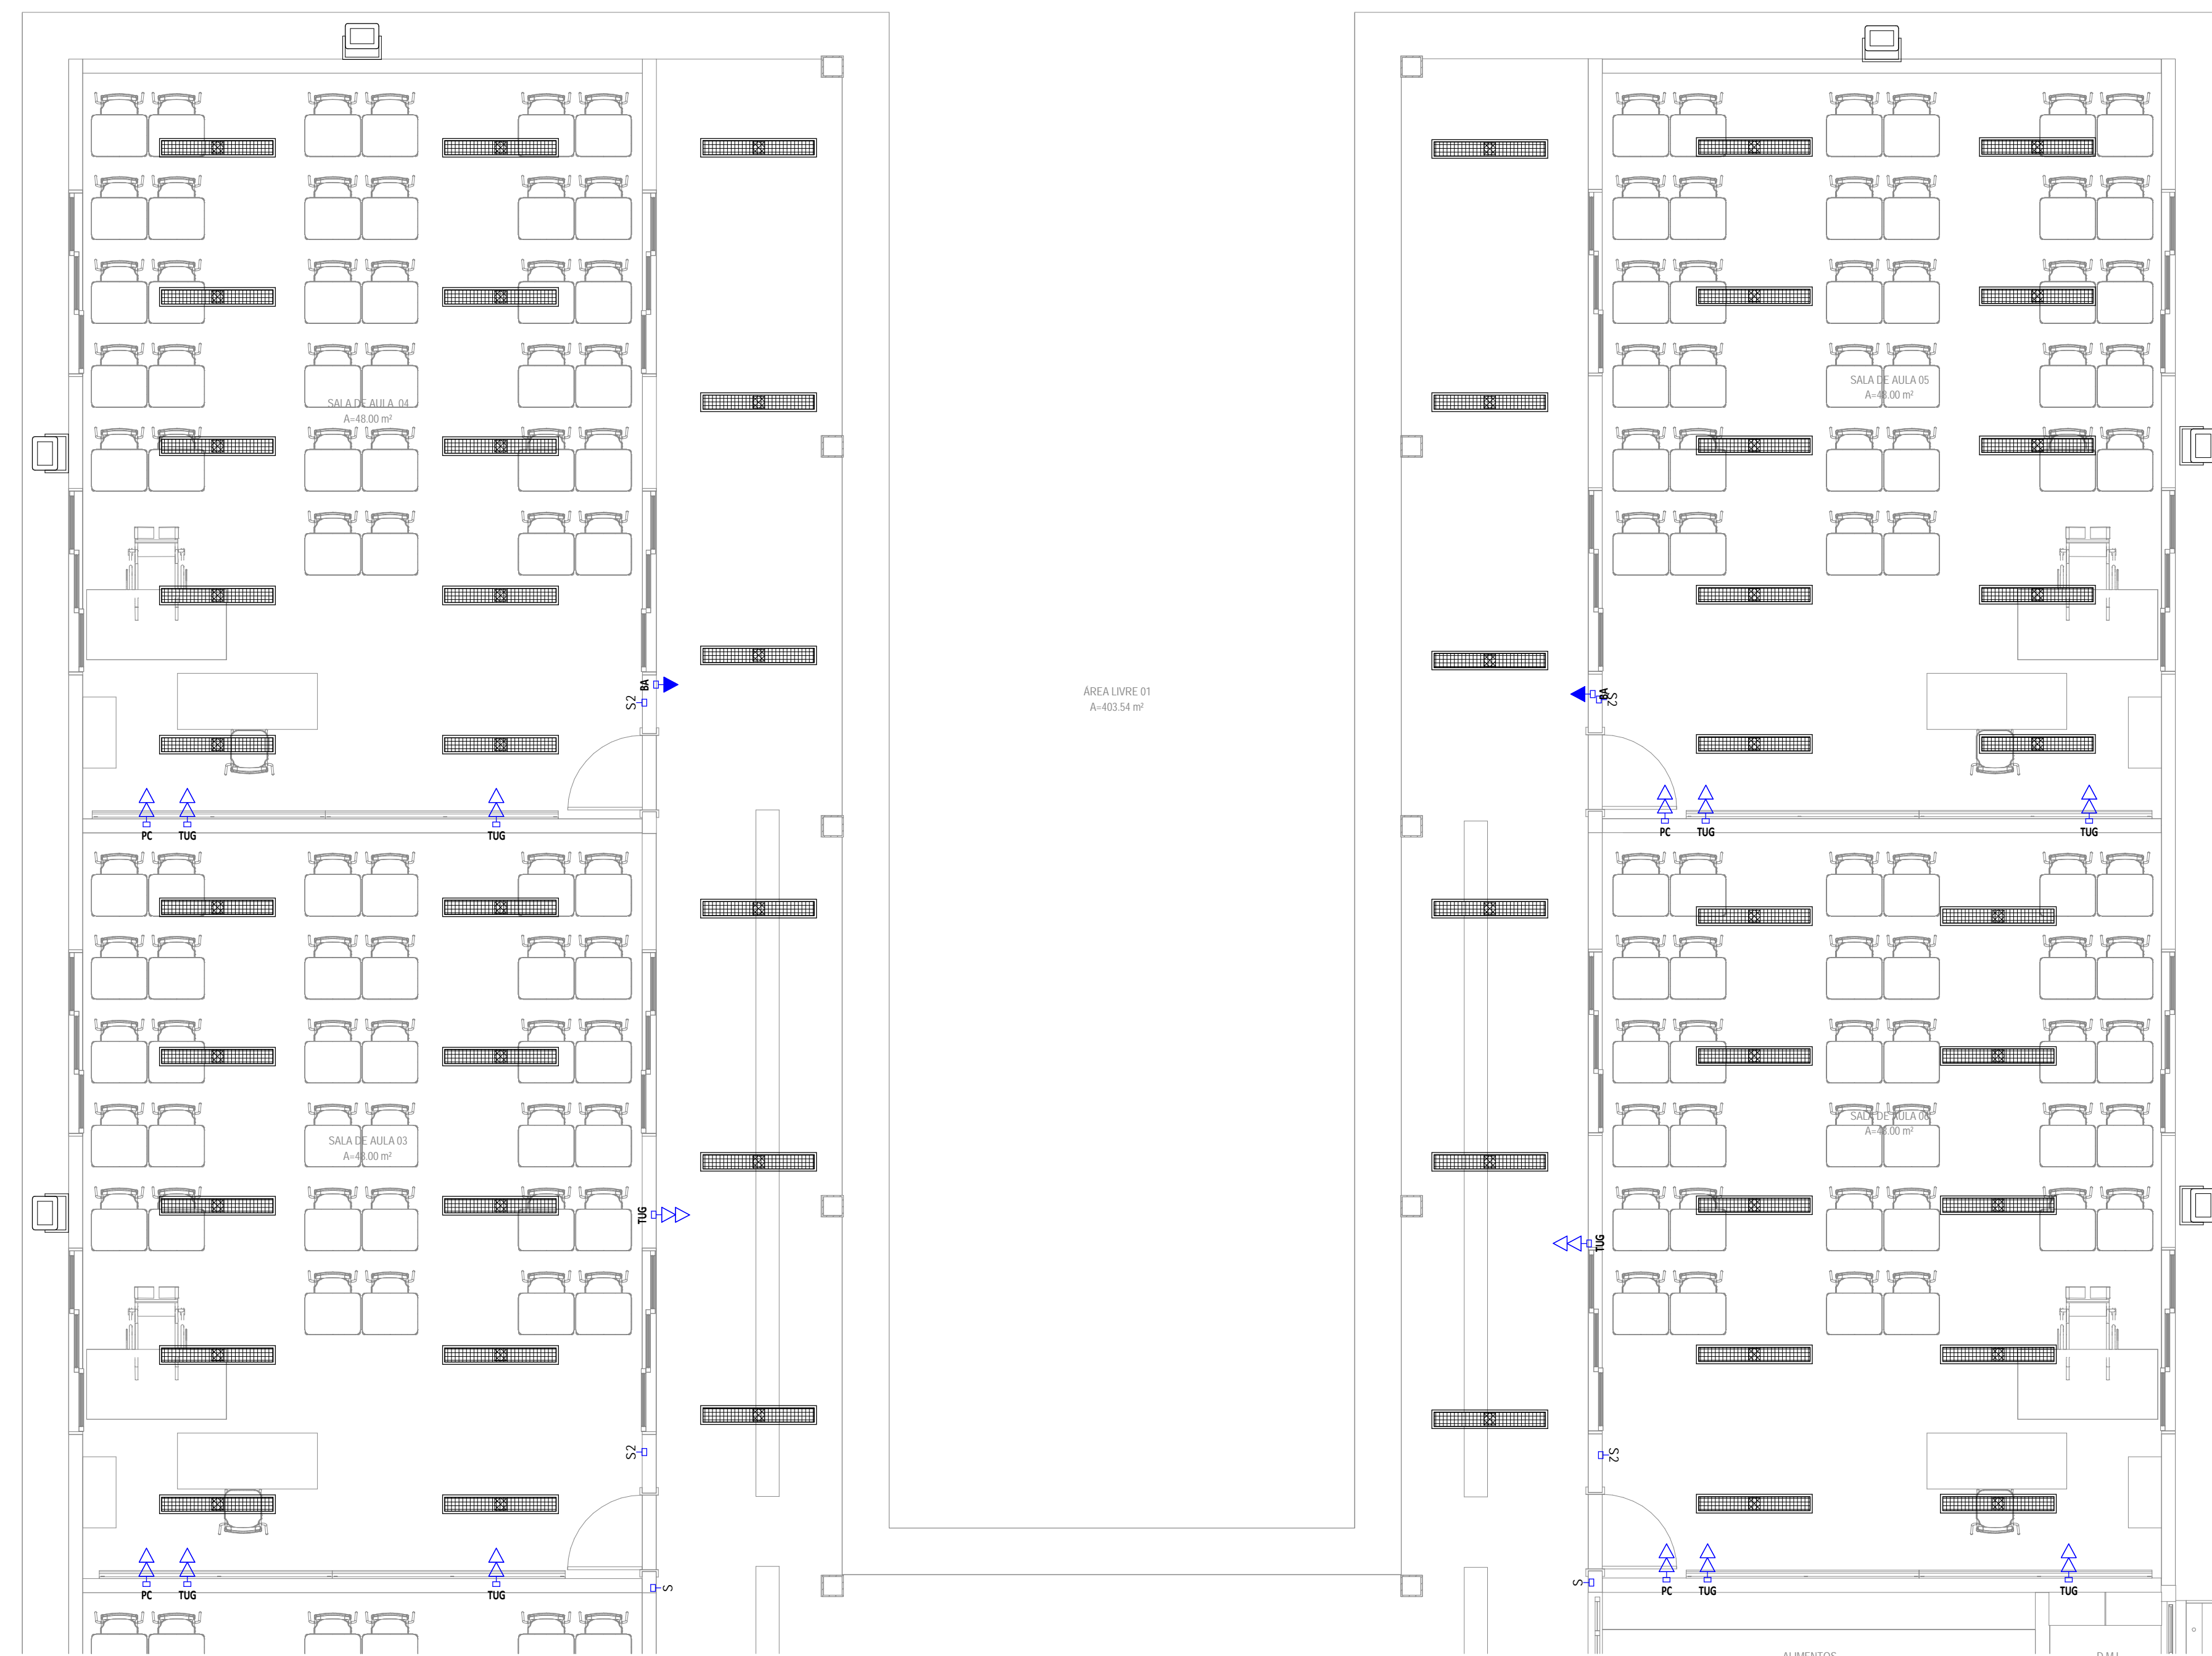 SALA DE AULA 04
A=48.00 m²
SALA DE AULA 05
A=48.00 m²
BA
S2
ÁREA LIVRE 01
A=403.54 m²
BA
S2
PC
TUG
TUG
PC
TUG
TUG
SALA DE AULA 03
A=48.00 m²
SALA DE AULA
A=48.00 m²
TUG
TUG
S2
S2
PC
TUG
TUG
S
S
PC
TUG
TUG
ALIMENTOS
D.M.L